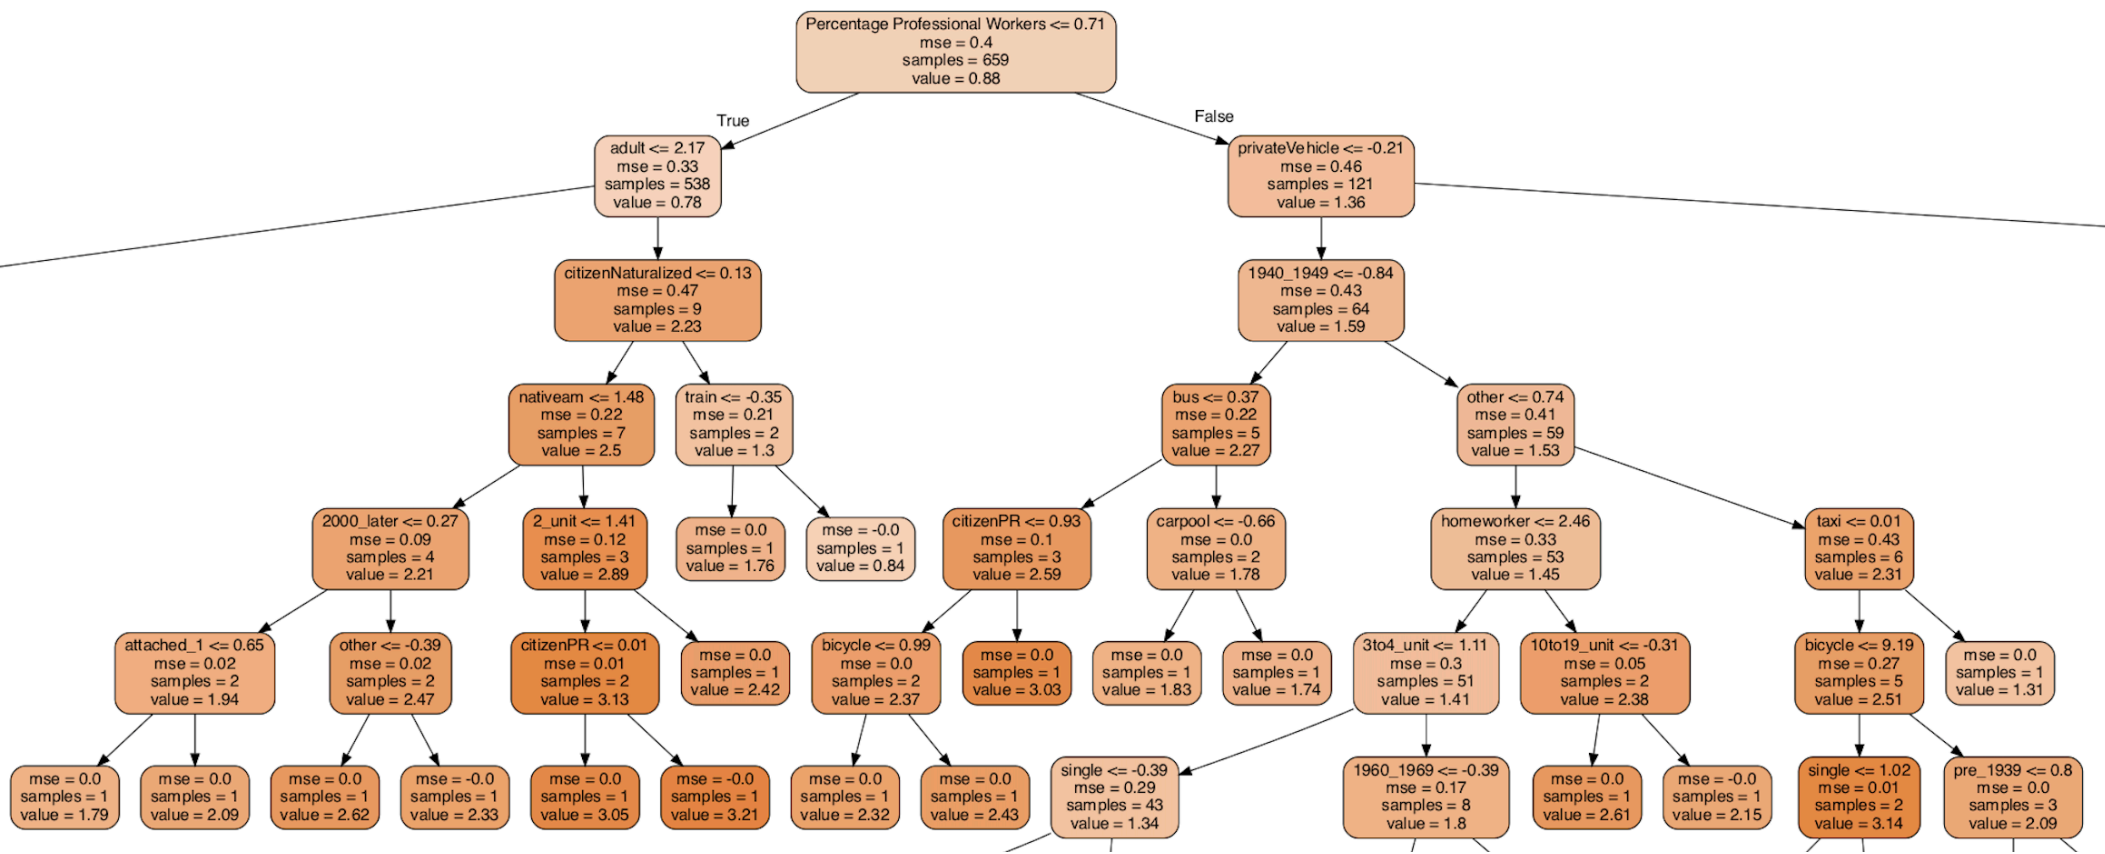 Percentage Professional Workers <= 0.71
mse = 0.4
samples = 659
value = 0.88
True
False
adult <= 2.17
mse = 0.33
samples = 538
value = 0.78
privateVehicle <= -0.21
mse = 0.46
samples = 121
value = 1.36
citizenNaturalized <= 0.13
mse = 0.47
samples = 9
value = 2.23
1940_1949 <= -0.84
mse = 0.43
samples = 64
value = 1.59
nativeam <= 1.48
mse = 0.22
samples = 7
value = 2.5
train <= -0.35
mse = 0.21
samples = 2
value = 1.3
bus <= 0.37
mse = 0.22
samples = 5
value = 2.27
other <= 0.74
mse = 0.41
samples = 59
value = 1.53
2000_later <= 0.27
mse = 0.09
samples = 4
value = 2.21
2_unit <= 1.41
mse = 0.12
samples = 3
value = 2.89
mse = 0.0
samples = 1
value = 1.76
mse = -0.0
samples = 1
value = 0.84
citizenPR <= 0.93
mse = 0.1
samples = 3
value = 2.59
carpool <= -0.66
mse = 0.0
samples = 2
value = 1.78
homeworker <= 2.46
mse = 0.33
samples = 53
value = 1.45
taxi <= 0.01
mse = 0.43
samples = 6
value = 2.31
attached_1 <= 0.65
mse = 0.02
samples = 2
value = 1.94
other <= -0.39
mse = 0.02
samples = 2
value = 2.47
citizenPR <= 0.01
mse = 0.01
samples = 2
value = 3.13
mse = 0.0
samples = 1
value = 2.42
bicycle <= 0.99
mse = 0.0
samples = 2
value = 2.37
mse = 0.0
samples = 1
value = 3.03
mse = 0.0
samples = 1
value = 1.83
mse = 0.0
samples = 1
value = 1.74
3to4_unit <= 1.11
mse = 0.3
samples = 51
value = 1.41
10to19_unit <= -0.31
mse = 0.05
samples = 2
value = 2.38
bicycle <= 9.19
mse = 0.27
samples = 5
value = 2.51
mse = 0.0
samples = 1
value = 1.31
mse = 0.0
samples = 1
value = 1.79
mse = 0.0
samples = 1
value = 2.09
mse = 0.0
samples = 1
value = 2.62
mse = -0.0
samples = 1
value = 2.33
mse = 0.0
samples = 1
value = 3.05
mse = -0.0
samples = 1
value = 3.21
mse = 0.0
samples = 1
value = 2.32
mse = 0.0
samples = 1
value = 2.43
single <= -0.39
mse = 0.29
samples = 43
value = 1.34
1960_1969 <= -0.39
mse = 0.17
samples = 8
value = 1.8
mse = 0.0
samples = 1
value = 2.61
mse = -0.0
samples = 1
value = 2.15
single <= 1.02
mse = 0.01
samples = 2
value = 3.14
pre_1939 <= 0.8
mse = 0.0
samples = 3
value = 2.09